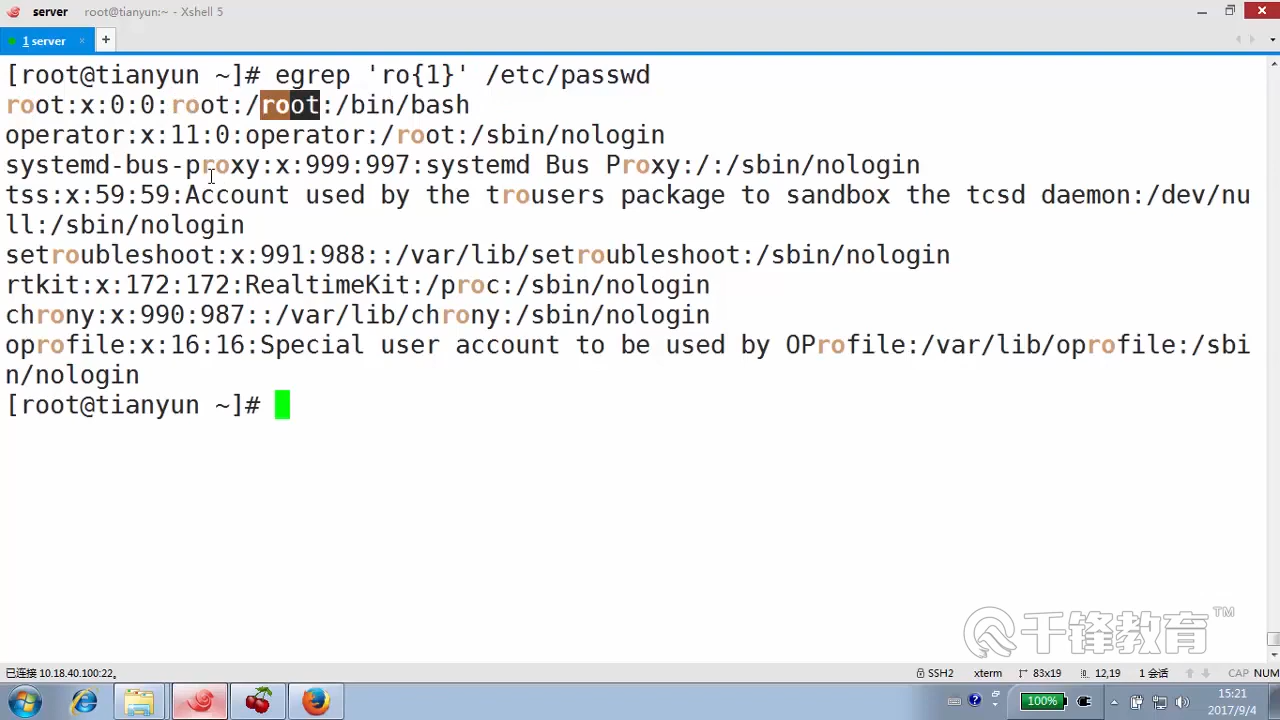 server root@tianyun:~ - Xshell 5
1 server × +
[root@tianyun ~]# egrep 'ro{1}' /etc/passwd
root:x:0:0:root:/root:/bin/bash
operator:x:11:0:operator:/root:/sbin/nologin
systemd-bus-proxy:x:999:997:systemd Bus Proxy:/:/sbin/nologin
tss:x:59:59:Account used by the trousers package to sandbox the tcsd daemon:/dev/nu
ll:/sbin/nologin
setroubleshoot:x:991:988::/var/lib/setroubleshoot:/sbin/nologin
rtkit:x:172:172:RealtimeKit:/proc:/sbin/nologin
chrony:x:990:987::/var/lib/chrony:/sbin/nologin
oprofile:x:16:16:Special user account to be used by OProfile:/var/lib/oprofile:/sbi
n/nologin
[root@tianyun ~]#
千锋教育™
已连接 10.18.40.100:22。 SSH2 xterm 83x19 12,19 1 会话 CAP NUM
100% 15:21
2017/9/4